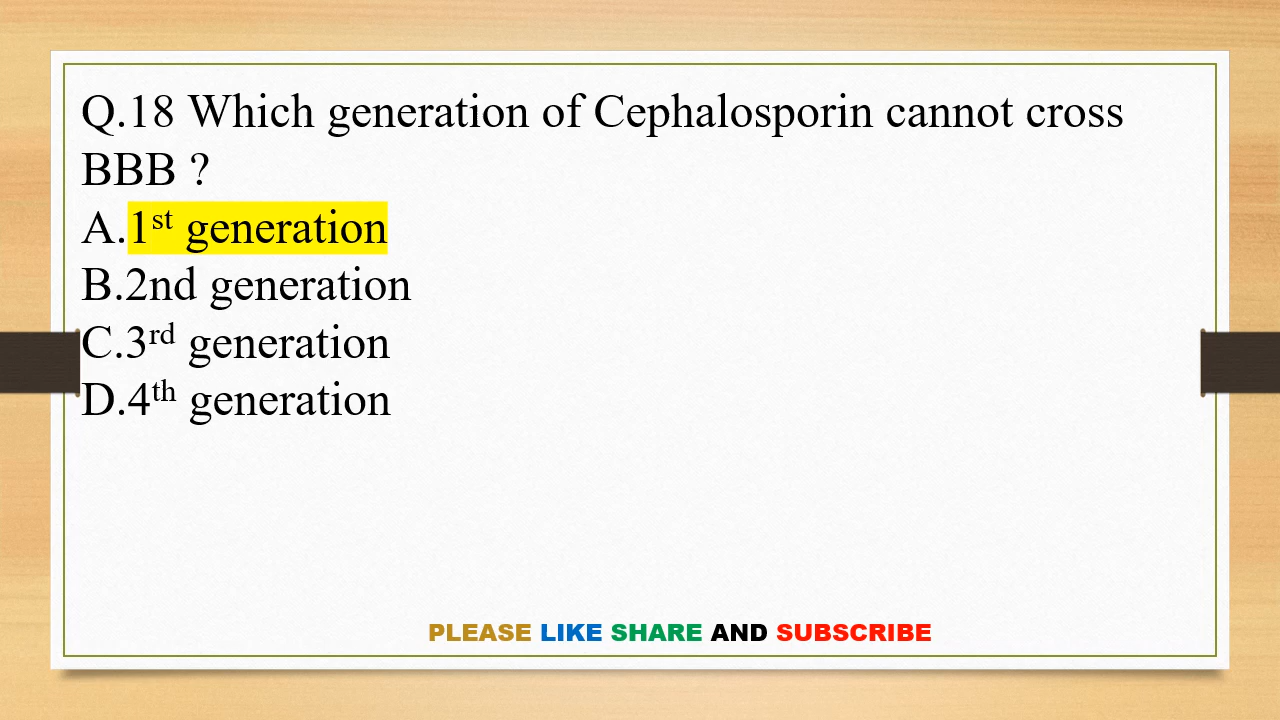 Q.18 Which generation of Cephalosporin cannot cross
BBB ?
A.1st generation
B.2nd generation
C.3rd generation
D.4th generation
PLEASE LIKE SHARE AND SUBSCRIBE